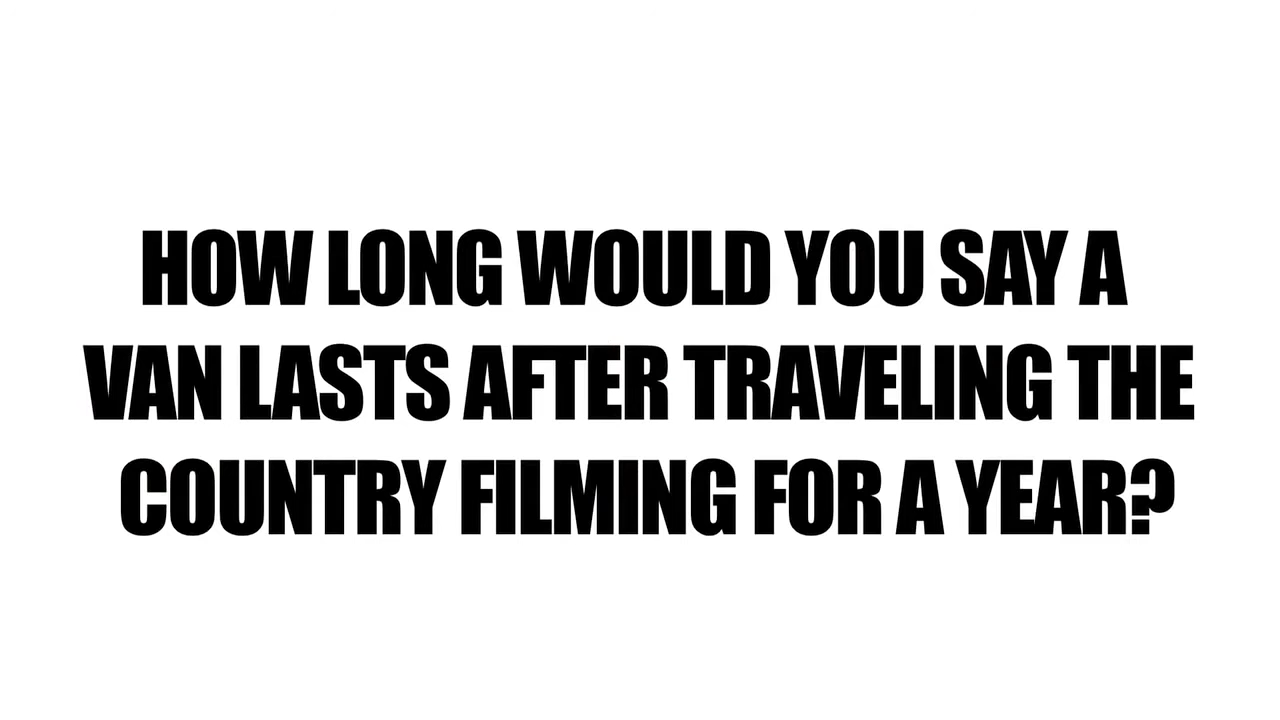 HOW LONG WOULD YOU SAY A
VAN LASTS AFTER TRAVELING THE
COUNTRY FILMING FOR A YEAR?